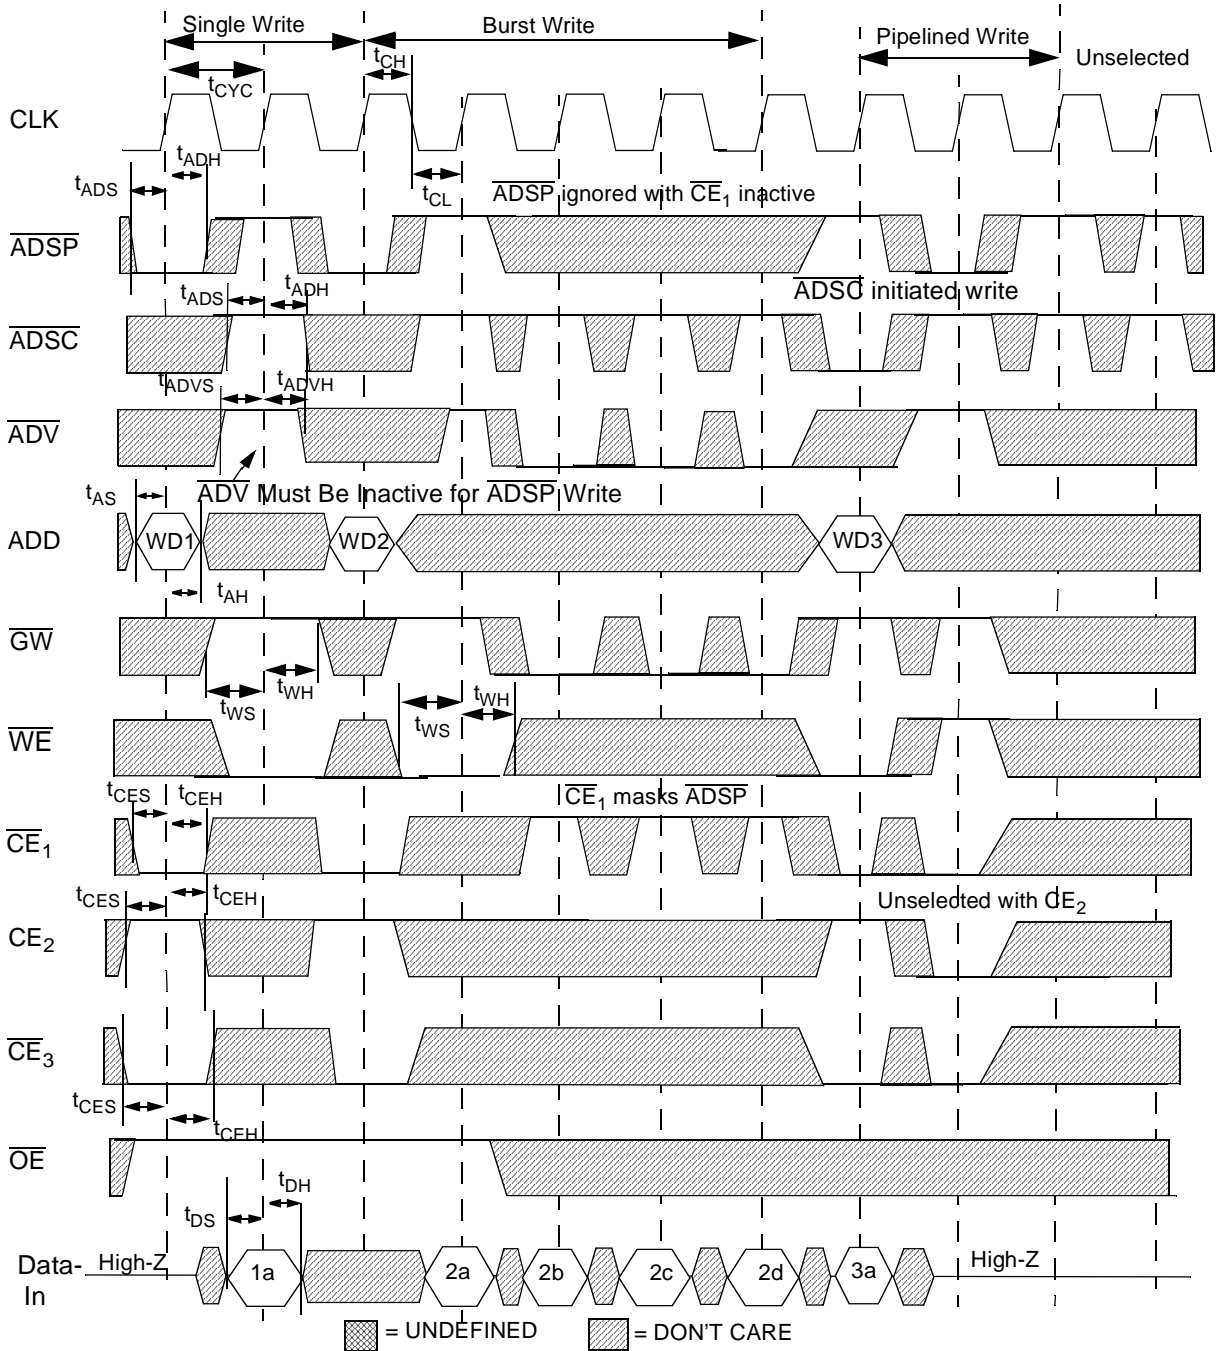 Single Write
Burst Write
Pipelined Write
Unselected
tCH
tCYC
CLK
tADH
tADS
tCL
ADSP ignored with CE1 inactive
ADSP
tADS
tADH
ADSC initiated write
ADSC
tADVS
tADVH
ADV
ADV Must Be Inactive for ADSP Write
tAS
ADD
WD1
WD2
WD3
tAH
GW
tWS
tWH
tWS
tWH
WE
tCES
tCEH
CE1 masks ADSP
CE1
tCES
tCEH
Unselected with CE2
CE2
CE3
tCES
tCEH
OE
tDH
tDS
Data-
In
High-Z
1a
2a
2b
2c
2d
3a
High-Z
= UNDEFINED
= DON'T CARE